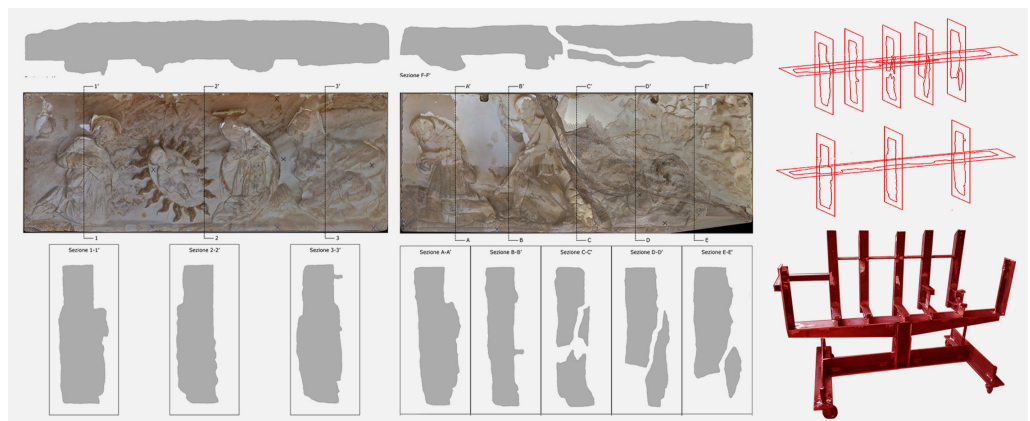 Sezione F-F'
1' 2' 3' A' B' C' D' E'
1 2 3 A B C D E
Sezione 1-1' Sezione 2-2' Sezione 3-3' Sezione A-A' Sezione B-B' Sezione C-C' Sezione D-D' Sezione E-E'